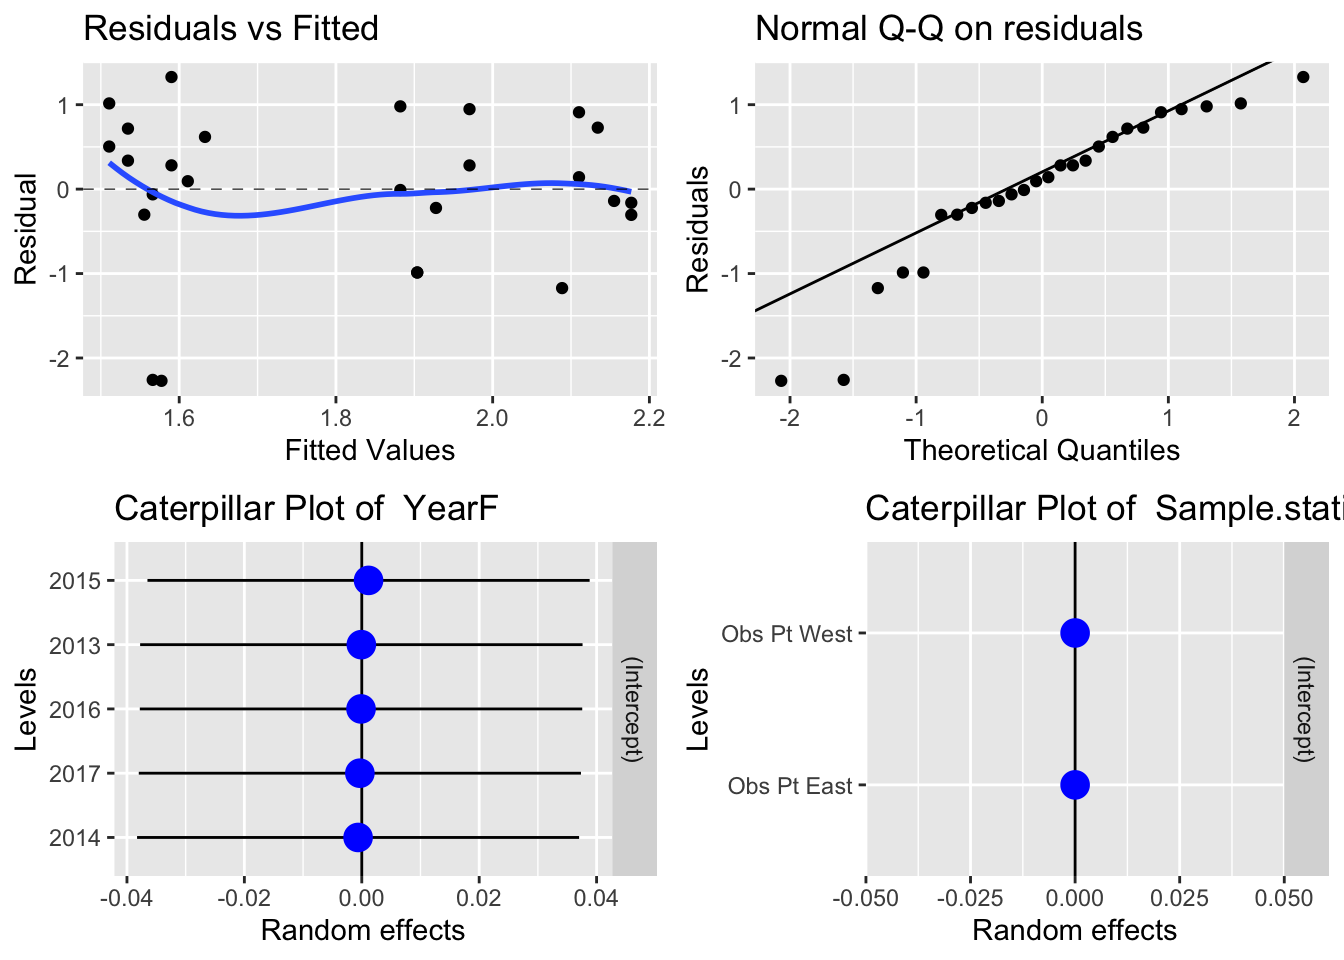 Residuals vs Fitted
1
0
-1
-2
Residual
1.6
1.8
2.0
2.2
Fitted Values
Normal Q-Q on residuals
1
0
-1
-2
Residuals
-2
-1
0
1
2
Theoretical Quantiles
Caterpillar Plot of  YearF
2015
2013
2016
2017
2014
Levels
(Intercept)
-0.04
-0.02
0.00
0.02
0.04
Random effects
Caterpillar Plot of  Sample.stati
Obs Pt West
Obs Pt East
Levels
(Intercept)
-0.050
-0.025
0.000
0.025
0.050
Random effects